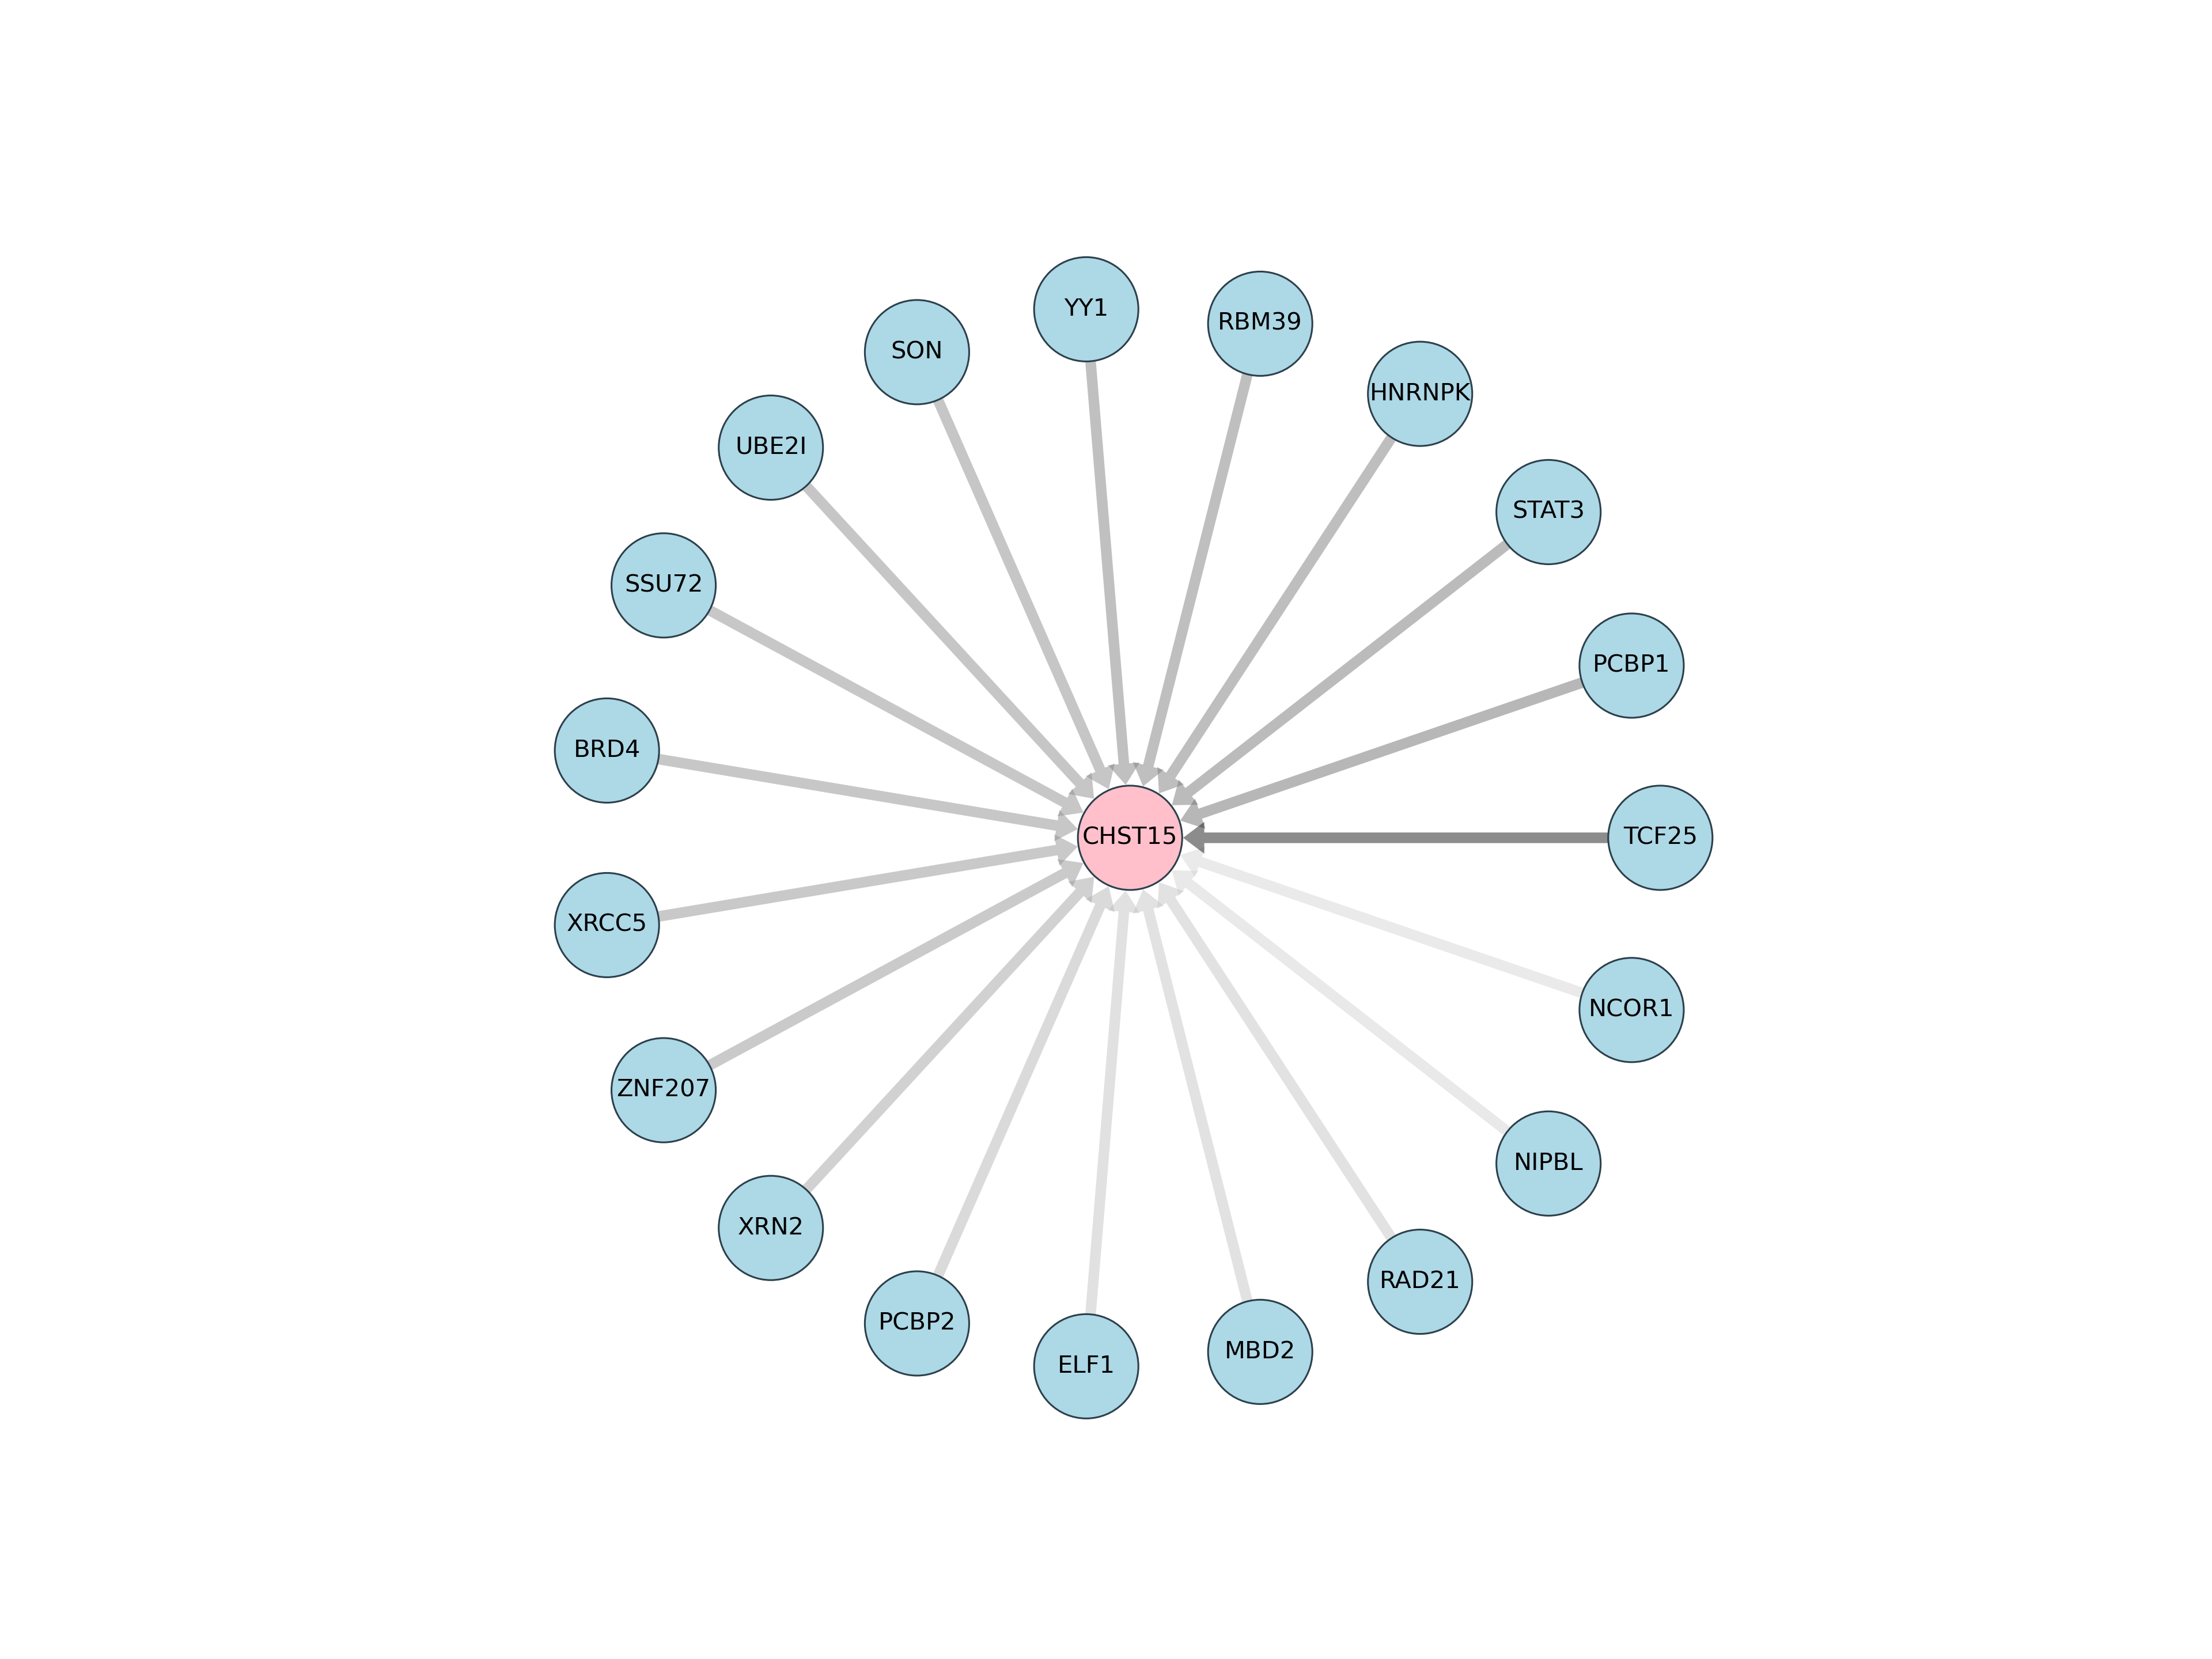 YY1
RBM39
SON
HNRNPK
UBE2I
STAT3
SSU72
PCBP1
BRD4
CHST15
TCF25
XRCC5
NCOR1
ZNF207
NIPBL
XRN2
RAD21
PCBP2
MBD2
ELF1